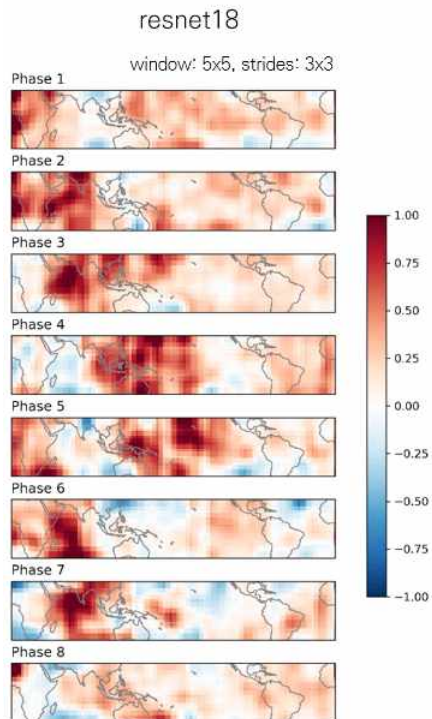 resnet18
window: 5x5, strides: 3x3
Phase 1
Phase 2
Phase 3
Phase 4
Phase 5
Phase 6
Phase 7
Phase 8
1.00
0.75
0.50
0.25
0.00
−0.25
−0.50
−0.75
−1.00